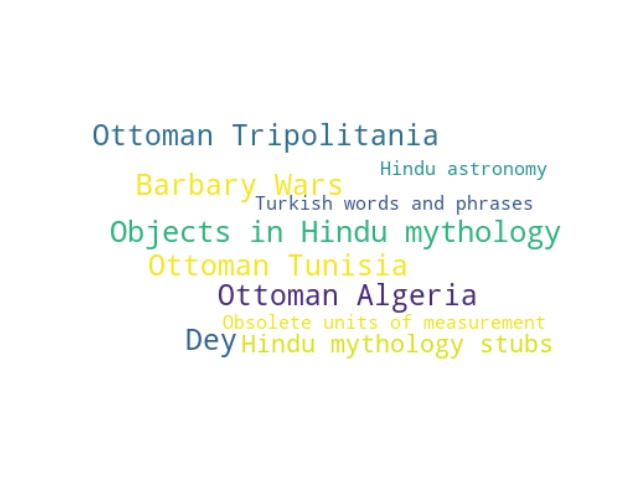 Ottoman Tripolitania
Hindu astronomy
Barbary Wars
Turkish words and phrases
Objects in Hindu mythology
Ottoman Tunisia
Ottoman Algeria
Obsolete units of measurement
Dey
Hindu mythology stubs